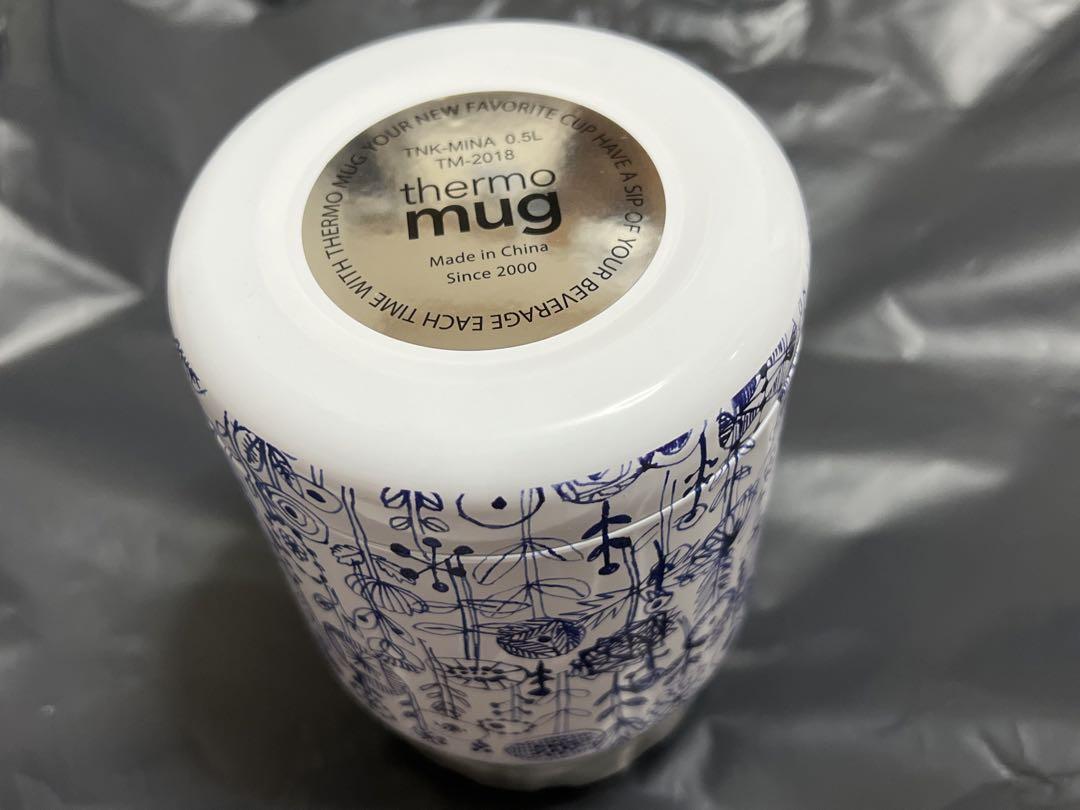 THERMO MUG YOUR NEW FAVORITE CUP HAVE A SIP OF YOUR BEVERAGE EACH TIME WITH
TNK-MINA 0.5L
TM-2018
thermo
mug
Made in China
Since 2000